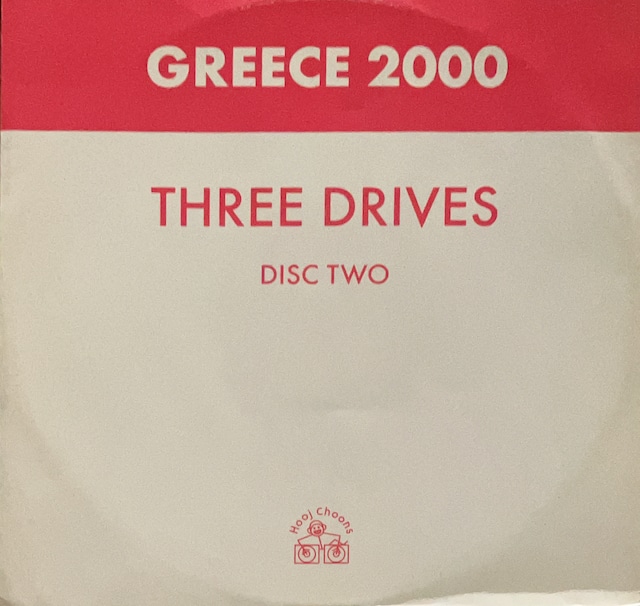 GREECE 2000
THREE DRIVES
DISC TWO
Hooj Choons